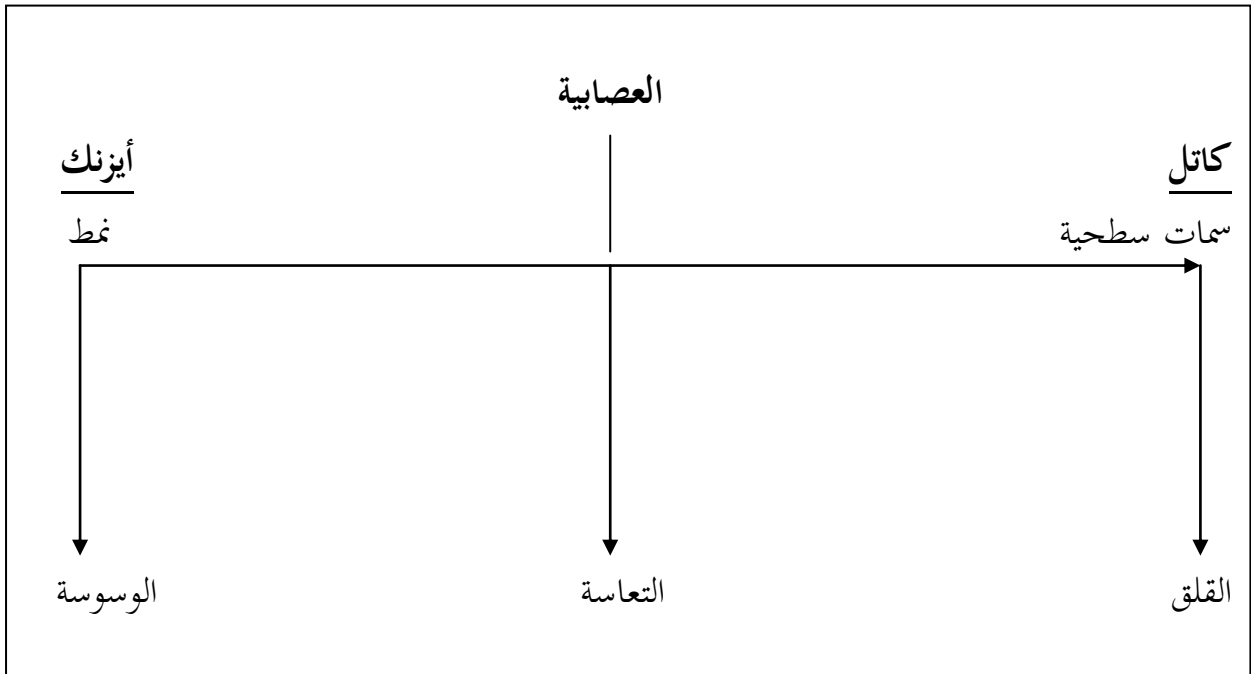 العصابية
كاتل
أيزنك
سمات سطحية
نمط
القلق
التعاسة
الوسوسة